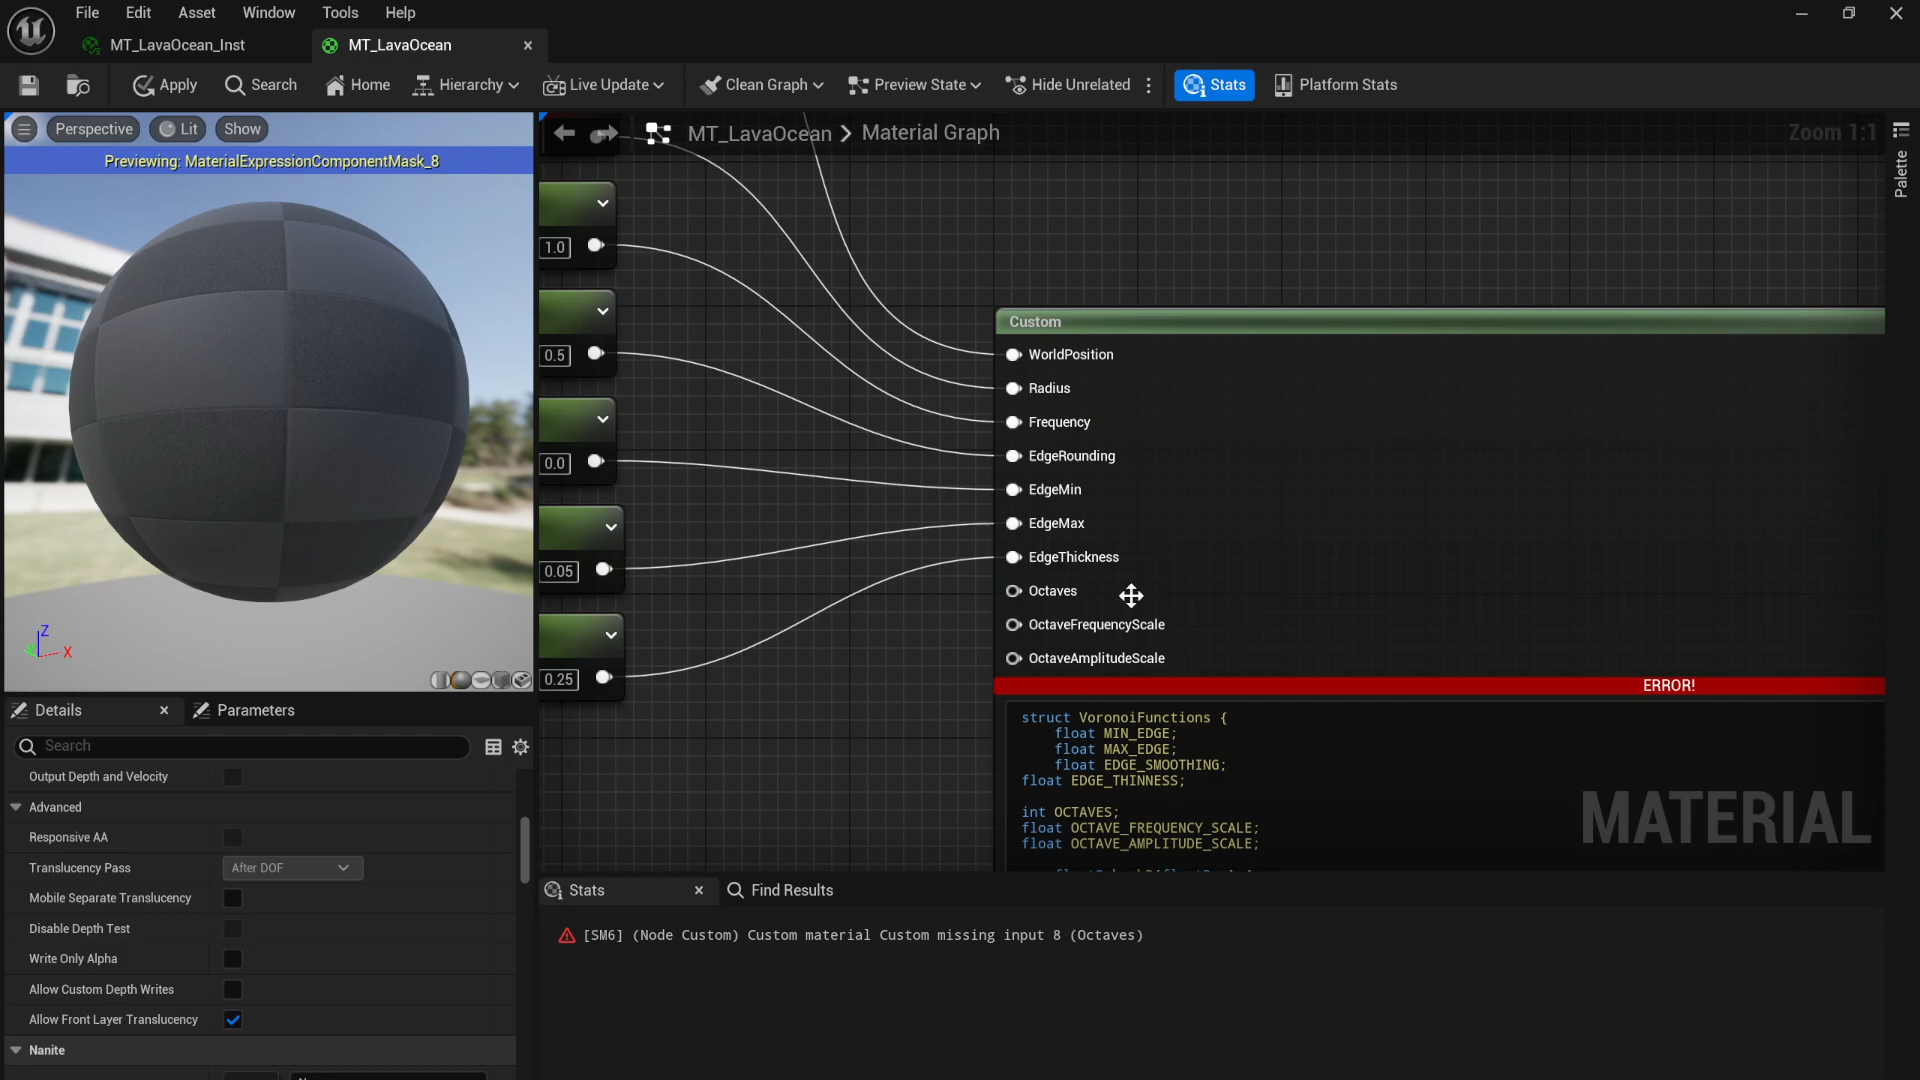 File Edit Asset Window Tools Help
MT_LavaOcean_Inst
MT_LavaOcean
Apply Search Home Hierarchy Live Update Clean Graph Preview State Hide Unrelated Stats Platform Stats
Perspective Lit Show
Previewing: MaterialExpressionComponentMask_8
MT_LavaOcean > Material Graph
Zoom 1:1
Palette
1.0
0.5
0.0
0.05
0.25
Custom
WorldPosition
Radius
Frequency
EdgeRounding
EdgeMin
EdgeMax
EdgeThickness
Octaves
OctaveFrequencyScale
OctaveAmplitudeScale
ERROR!
struct VoronoiFunctions {
float MIN_EDGE;
float MAX_EDGE;
float EDGE_SMOOTHING;
float EDGE_THINNESS;
int OCTAVES;
float OCTAVE_FREQUENCY_SCALE;
float OCTAVE_AMPLITUDE_SCALE;
MATERIAL
Z
X
Details
Parameters
Search
Output Depth and Velocity
Advanced
Responsive AA
Translucency Pass After DOF
Mobile Separate Translucency
Disable Depth Test
Write Only Alpha
Allow Custom Depth Writes
Allow Front Layer Translucency
Nanite
Stats
Find Results
[SM6] (Node Custom) Custom material Custom missing input 8 (Octaves)